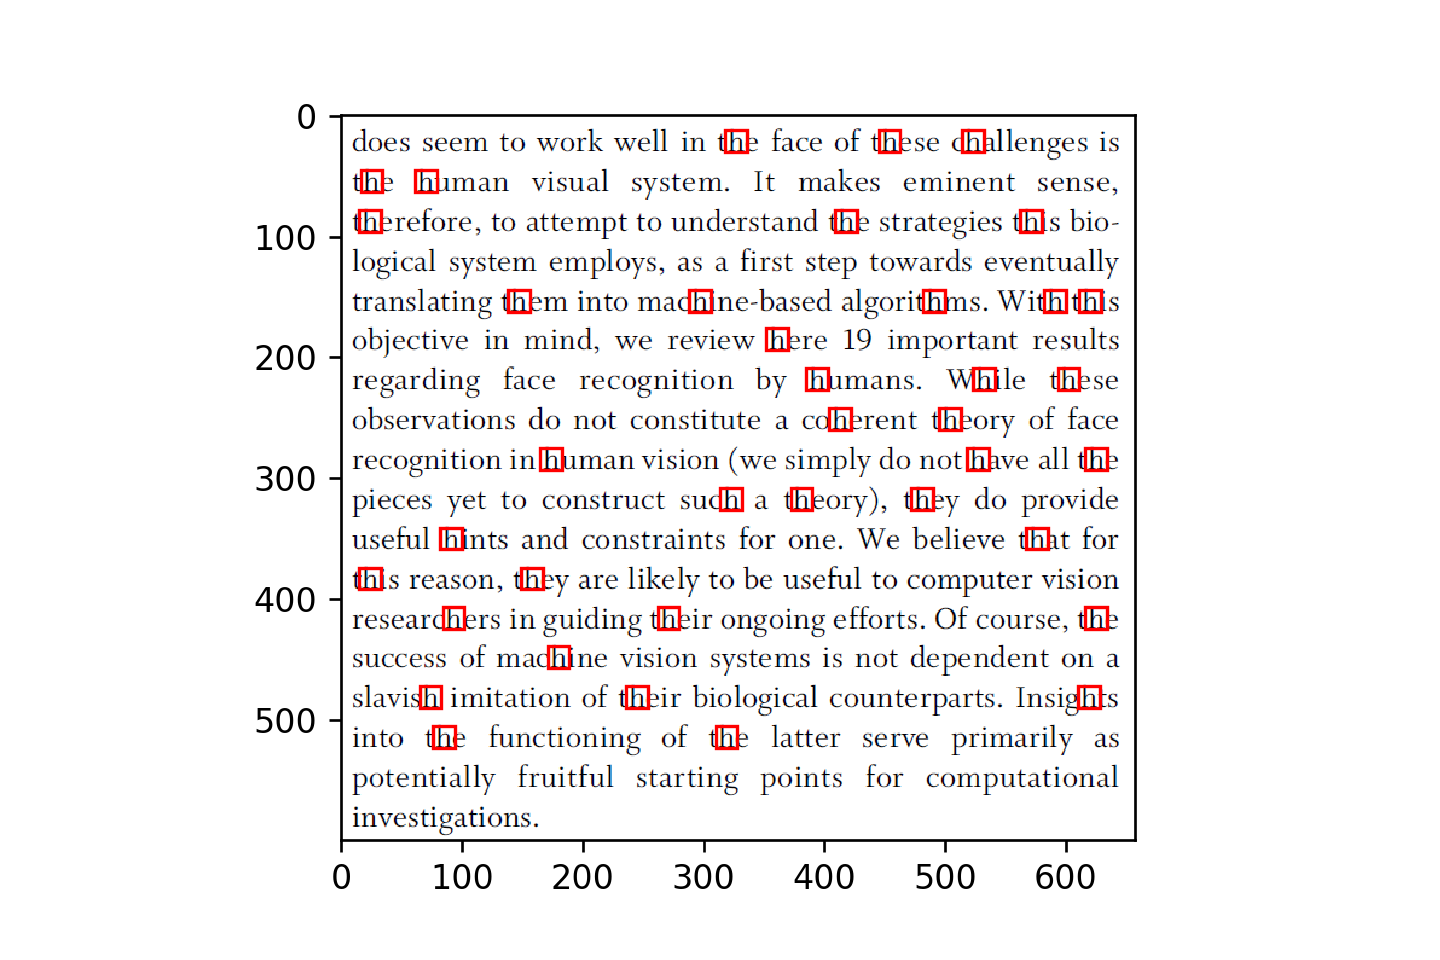 0
does seem to work well in the face of these challenges is
the human visual system. It makes eminent sense,
100
therefore, to attempt to understand the strategies this bio-
logical system employs, as a first step towards eventually
translating them into machine-based algorithms. With this
200
objective in mind, we review here 19 important results
regarding face recognition by humans. While these
observations do not constitute a coherent theory of face
300
recognition in human vision (we simply do not have all the
pieces yet to construct such a theory), they do provide
useful hints and constraints for one. We believe that for
400
this reason, they are likely to be useful to computer vision
researchers in guiding their ongoing efforts. Of course, the
success of machine vision systems is not dependent on a
500
slavish imitation of their biological counterparts. Insights
into the functioning of the latter serve primarily as
potentially fruitful starting points for computational
investigations.
0 100 200 300 400 500 600